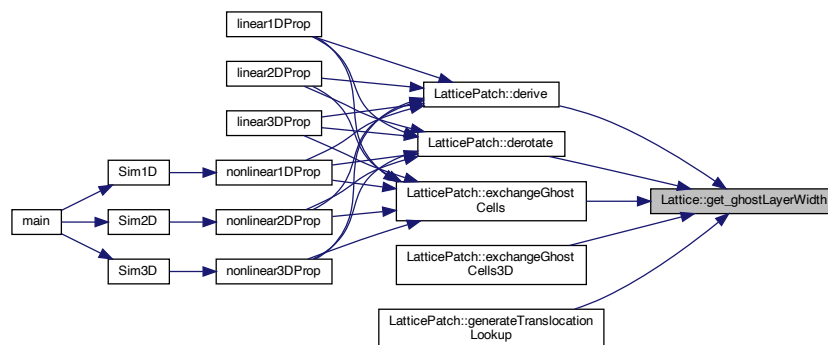 linear1DProp
linear2DProp
LatticePatch::derive
linear3DProp
LatticePatch::derotate
Sim1D
nonlinear1DProp
LatticePatch::exchangeGhost
Cells
Lattice::get_ghostLayerWidth
main
Sim2D
nonlinear2DProp
LatticePatch::exchangeGhost
Cells3D
Sim3D
nonlinear3DProp
LatticePatch::generateTranslocation
Lookup